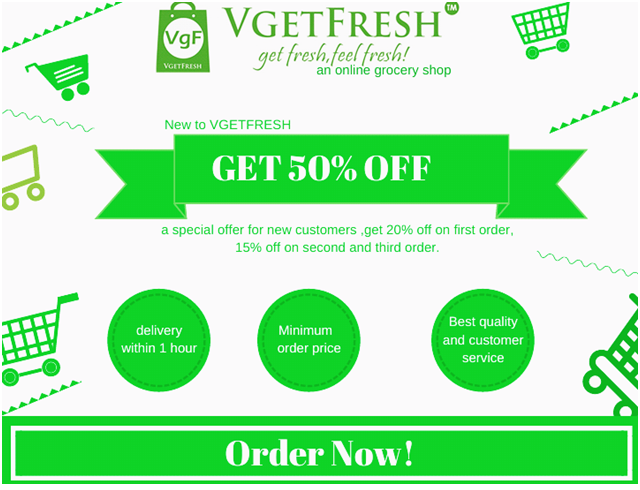 VgF
VGETFRESH
VGETFRESH TM
get fresh,feel fresh!
an online grocery shop
New to VGETFRESH
GET 50% OFF
a special offer for new customers ,get 20% off on first order,
15% off on second and third order.
delivery
within 1 hour
Minimum
order price
Best quality
and customer
service
Order Now!